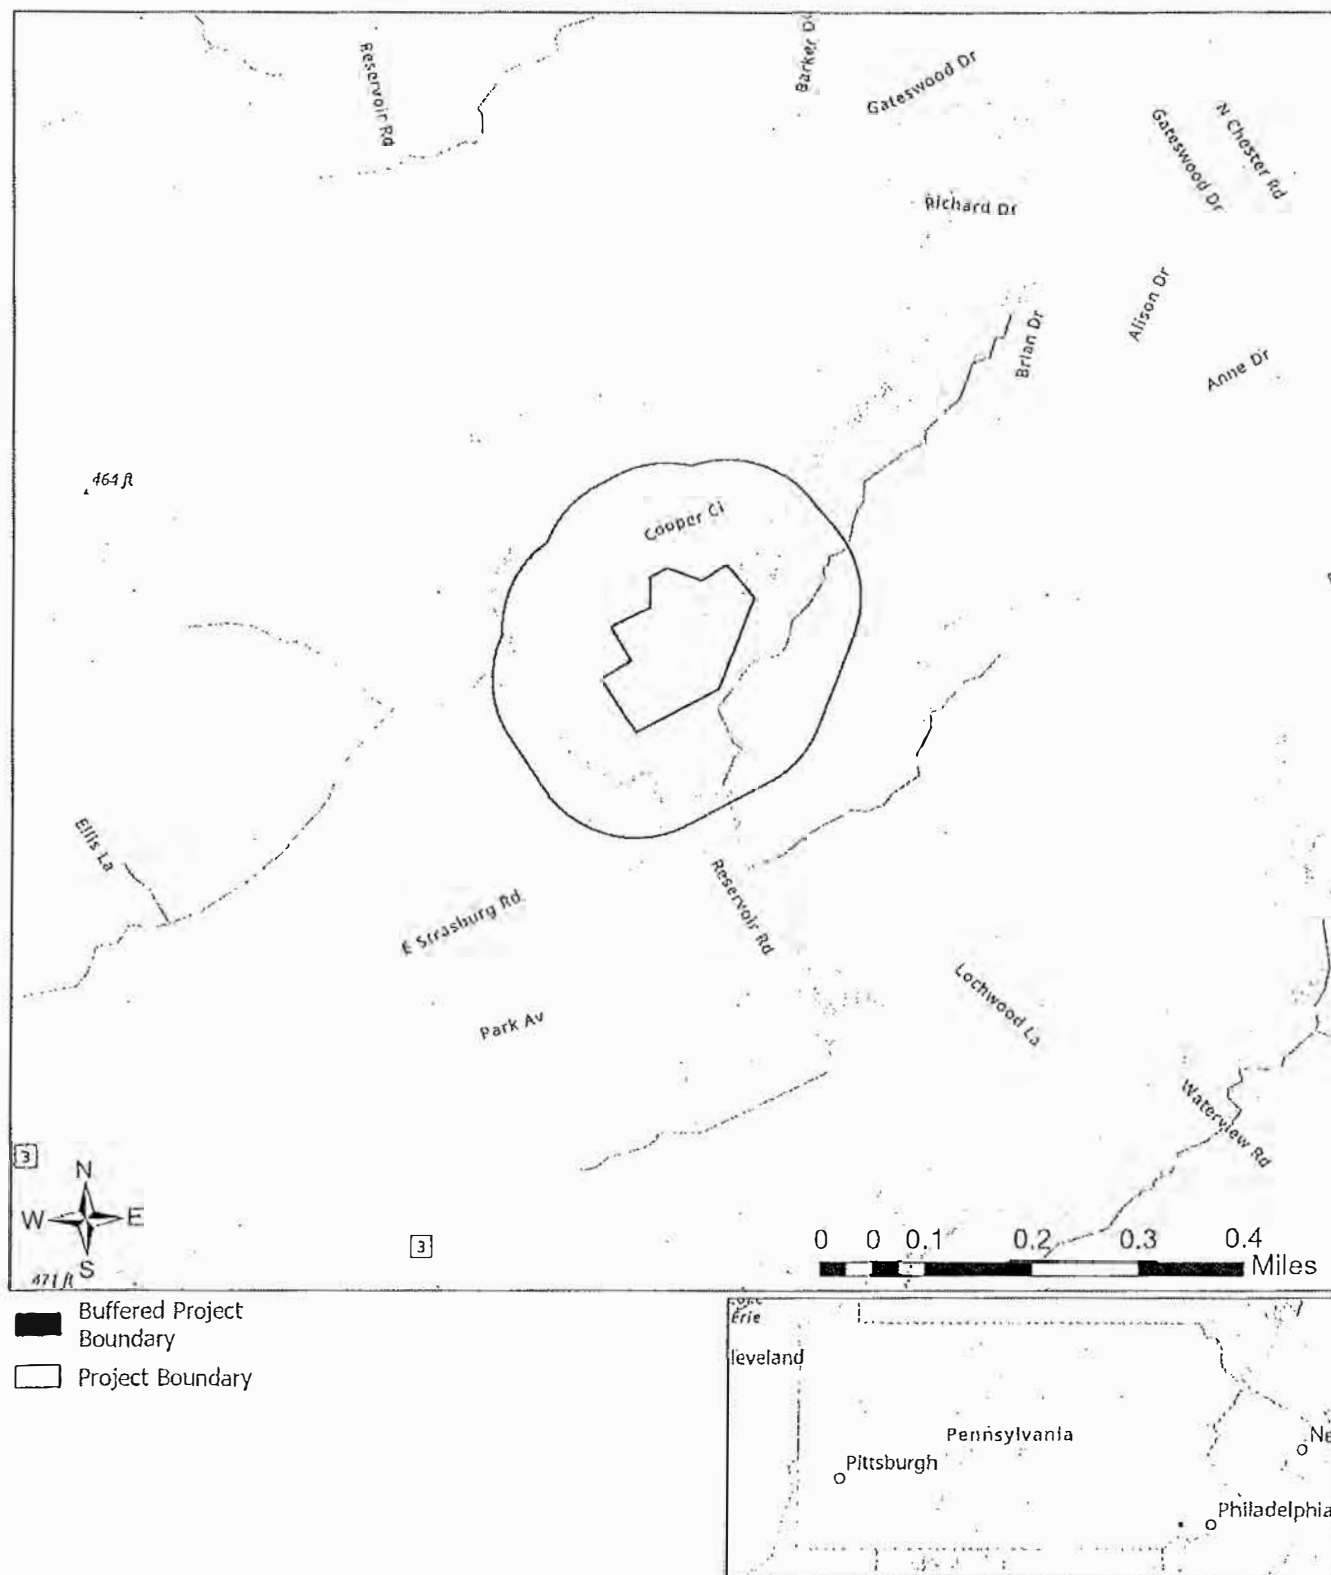 Reservoir Rd
Barker D
Gateswood Dr
Gateswood Dr
N Chester Rd
Richard Dr
Alison Dr
Brian Dr
Anne Dr
464 ft
Cooper Ci
Ellis La
E Strasburg Rd
Reservoir Rd
Park Av
Lochwood La
Waterview Rd
3
N
W E
S
3
471 ft
0 0 0.1 0.2 0.3 0.4
Miles
Buffered Project
Boundary
Project Boundary
Erie
leveland
Pennsylvania
Ne
Pittsburgh
Philadelphia